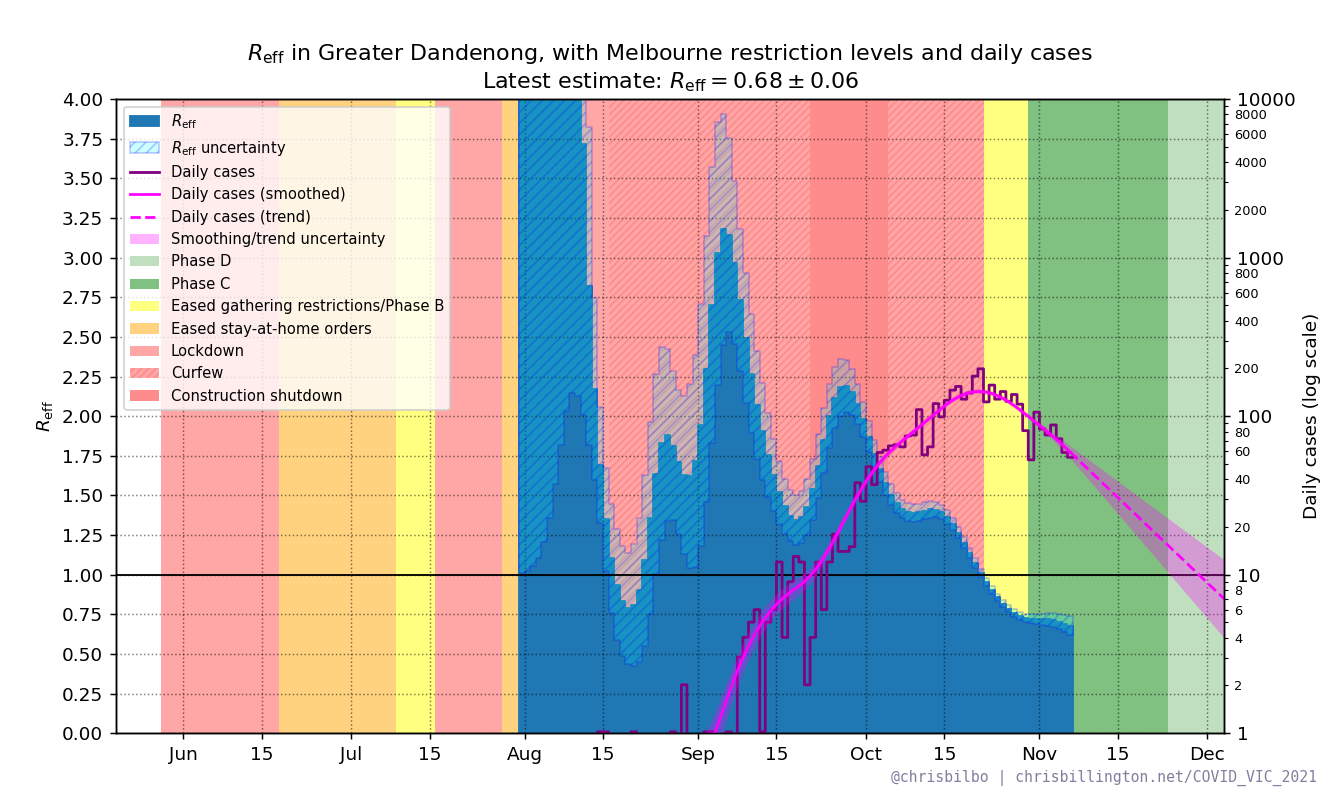 Reff in Greater Dandenong, with Melbourne restriction levels and daily cases
Latest estimate: Reff = 0.68 ± 0.06
Reff
Reff uncertainty
Daily cases
Daily cases (smoothed)
Daily cases (trend)
Smoothing/trend uncertainty
Phase D
Phase C
Eased gathering restrictions/Phase B
Eased stay-at-home orders
Lockdown
Curfew
Construction shutdown
Reff
4.00
3.75
3.50
3.25
3.00
2.75
2.50
2.25
2.00
1.75
1.50
1.25
1.00
0.75
0.50
0.25
0.00
10000
8000
6000
4000
2000
1000
800
600
400
200
100
80
60
40
20
10
8
6
4
2
1
Daily cases (log scale)
Jun 15 Jul 15 Aug 15 Sep 15 Oct 15 Nov 15 Dec
@chrisbilbo | chrisbillington.net/COVID_VIC_2021